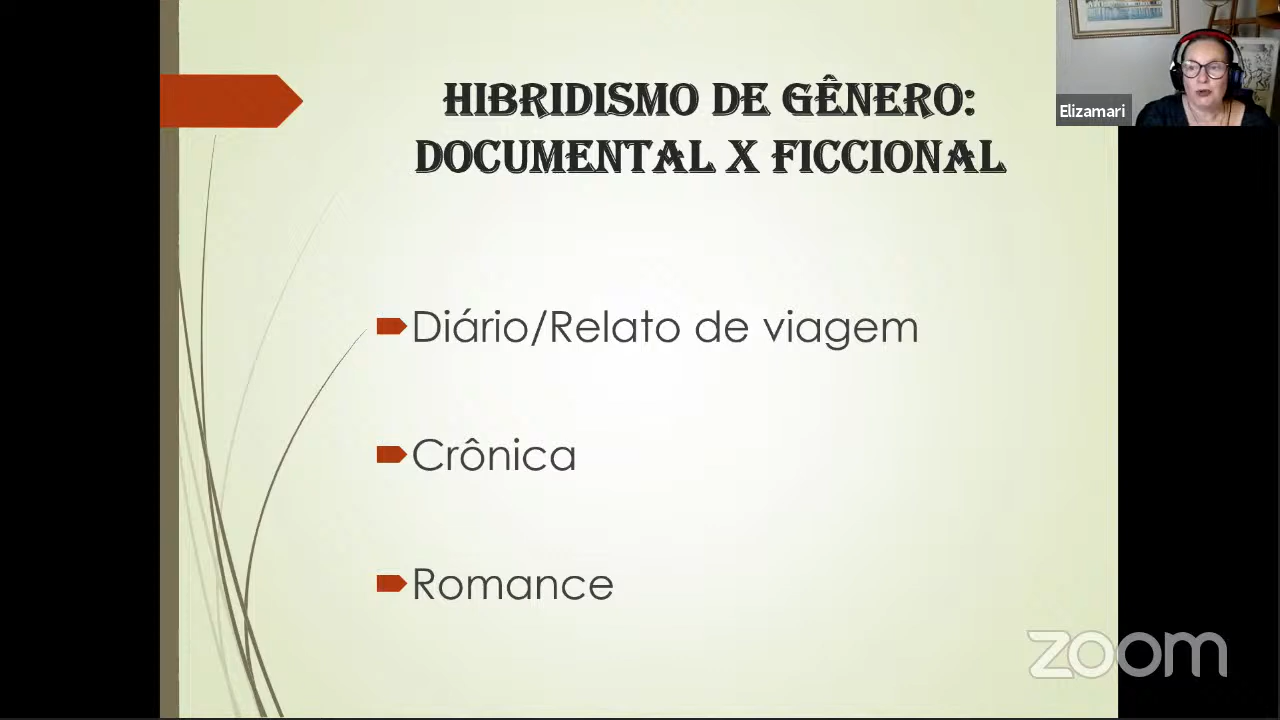 HIBRIDISMO DE GÊNERO:
DOCUMENTAL X FICCIONAL
Elizamari
Diário/Relato de viagem
Crônica
Romance
zoom